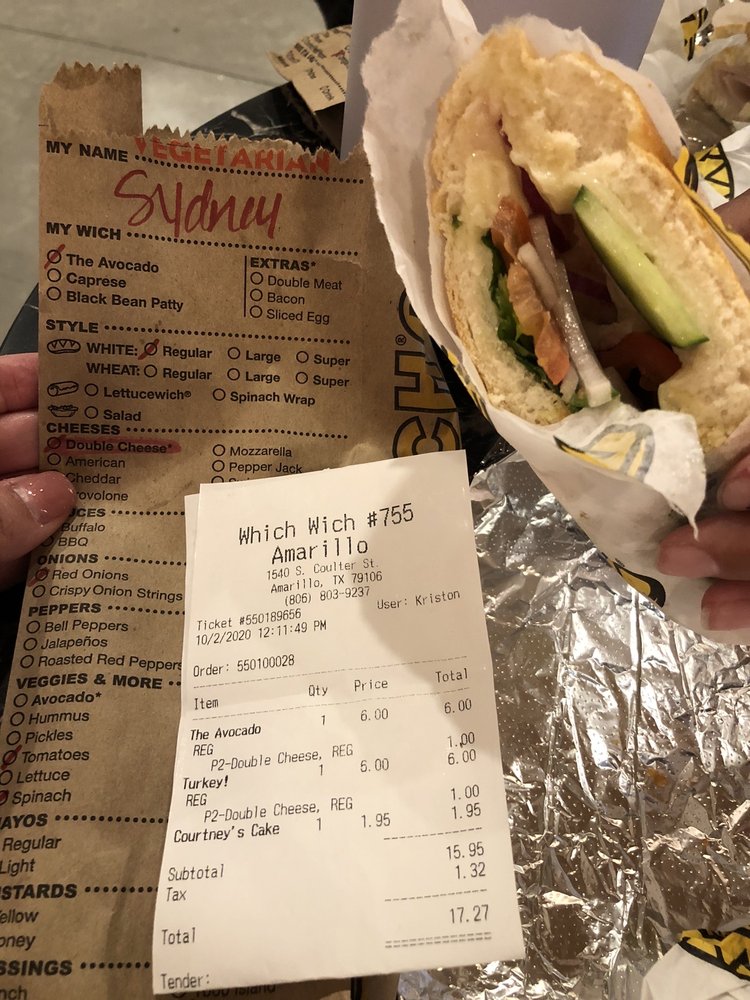 MY NAME VEGETARIAN
Sydney
MY WICH
The Avocado
Caprese
Black Bean Patty
EXTRAS*
Double Meat
Bacon
Sliced Egg
STYLE
WHITE: Regular Large Super
WHEAT: Regular Large Super
Lettucewich® Spinach Wrap
Salad
CHEESES
Double Cheese* Mozzarella
American Pepper Jack
Cheddar
Provolone
Buffalo
BBQ
ONIONS
Red Onions
Crispy Onion Strings
PEPPERS
Bell Peppers
Jalapeños
Roasted Red Peppers
VEGGIES & MORE
Avocado*
Hummus
Pickles
Tomatoes
Lettuce
Spinach
AYOS
Regular
Light
STARDS
ellow
oney
SSINGS
nch
Which Wich #755
Amarillo
1540 S. Coulter St.
Amarillo, TX 79106
(806) 803-9237
Ticket #550189656 User: Kriston
10/2/2020 12:11:49 PM
Order: 550100028
Item Qty Price Total
The Avocado 1 6.00 6.00
REG
P2-Double Cheese, REG 1.00
Turkey! 1 5.00 6.00
REG
P2-Double Cheese, REG 1.00
Courtney's Cake 1 1.95 1.95
Subtotal 15.95
Tax 1.32
Total 17.27
Tender: